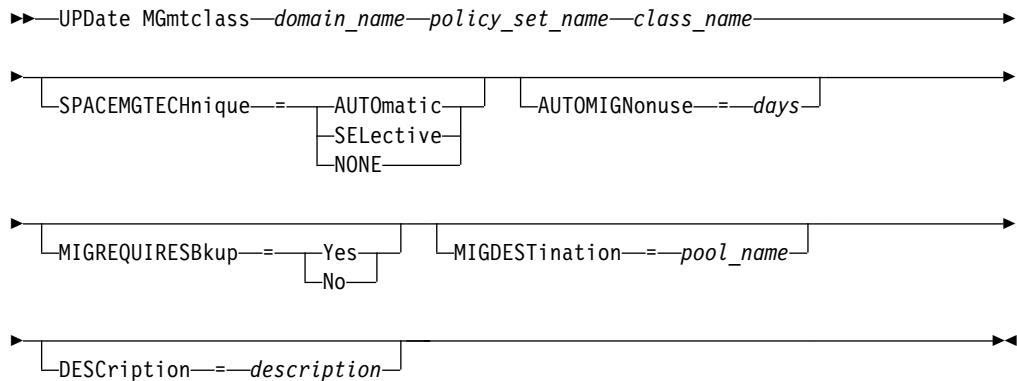 UPDate MGmtclass domain_name policy_set_name class_name
SPACEMGTECHnique = AUTOmatic
SELective
NONE
AUTOMIGNonuse = days
MIGREQUIRESBkup = Yes
No
MIGDESTination = pool_name
DESCription = description